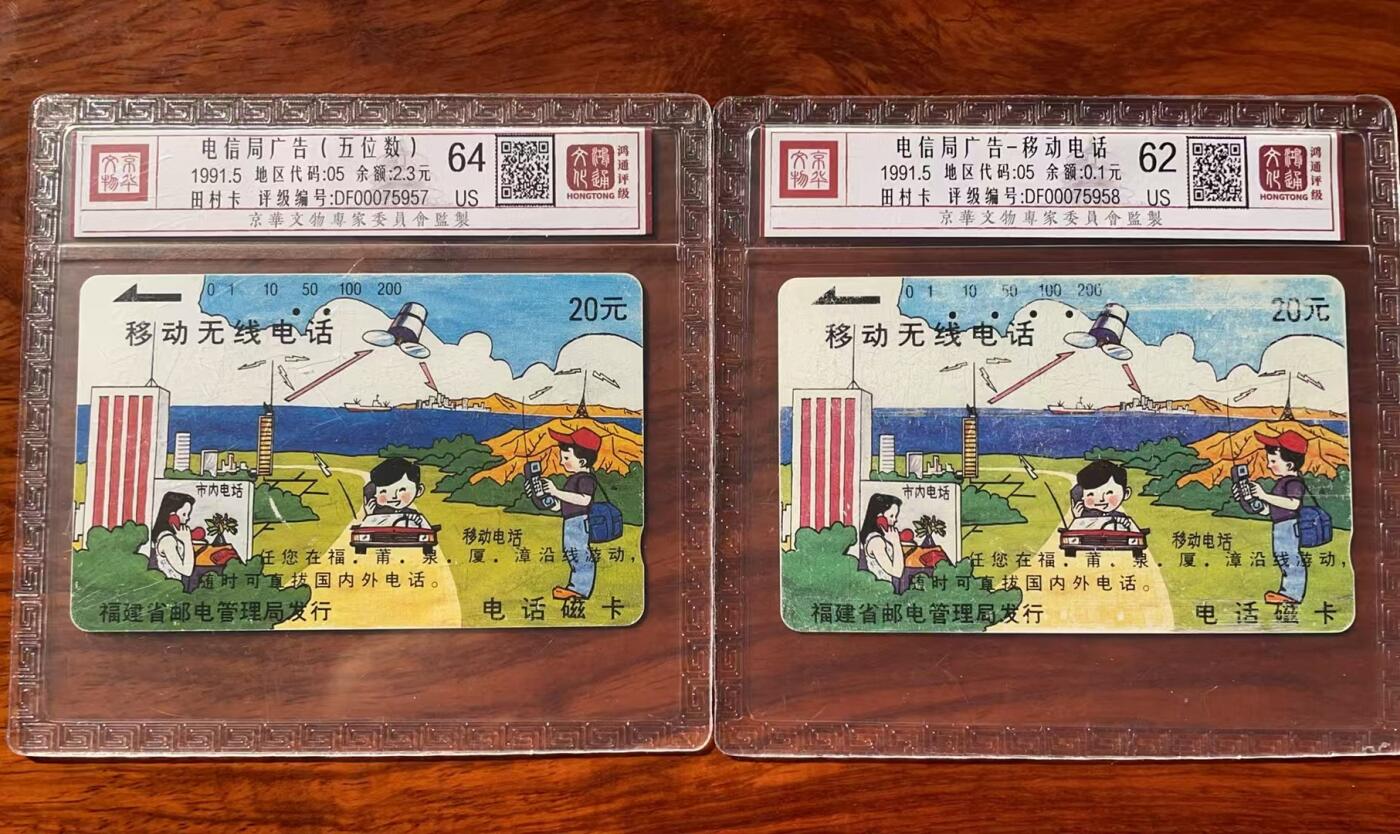 京华
文物
电信局广告(五位数)
1991.5 地区代码:05 余额:2.3元
田村卡 评级编号:DF00075957
64
US
鸿通
文化
HONGTONG
鸿通评级
京華文物專家委員會監製
0 1 10 50 100 200
20元
移动无线电话
市内电话
移动电话
任您在福．莆．泉．厦．漳沿线游动，
随时可直拔国内外电话。
福建省邮电管理局发行
电话磁卡
京华
文物
电信局广告-移动电话
1991.5 地区代码:05 余额:0.1元
田村卡 评级编号:DF00075958
62
US
鸿通
文化
HONGTONG
鸿通评级
京華文物專家委員會監製
0 1 10 50 100 200
20元
移动无线电话
市内电话
移动电话
任您在福．莆．泉．厦．漳沿线游动，
随时可直拔国内外电话。
福建省邮电管理局发行
电话磁卡